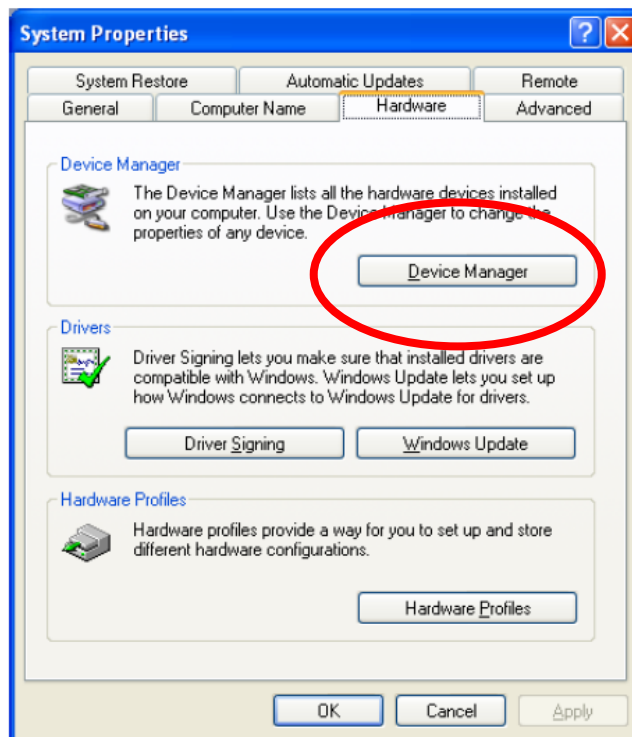 System Properties
System Restore
Automatic Updates
Remote
General
Computer Name
Hardware
Advanced
Device Manager
The Device Manager lists all the hardware devices installed
on your computer. Use the Device Manager to change the
properties of any device.
Device Manager
Drivers
Driver Signing lets you make sure that installed drivers are
compatible with Windows. Windows Update lets you set up
how Windows connects to Windows Update for drivers.
Driver Signing
Windows Update
Hardware Profiles
Hardware profiles provide a way for you to set up and store
different hardware configurations.
Hardware Profiles
OK
Cancel
Apply